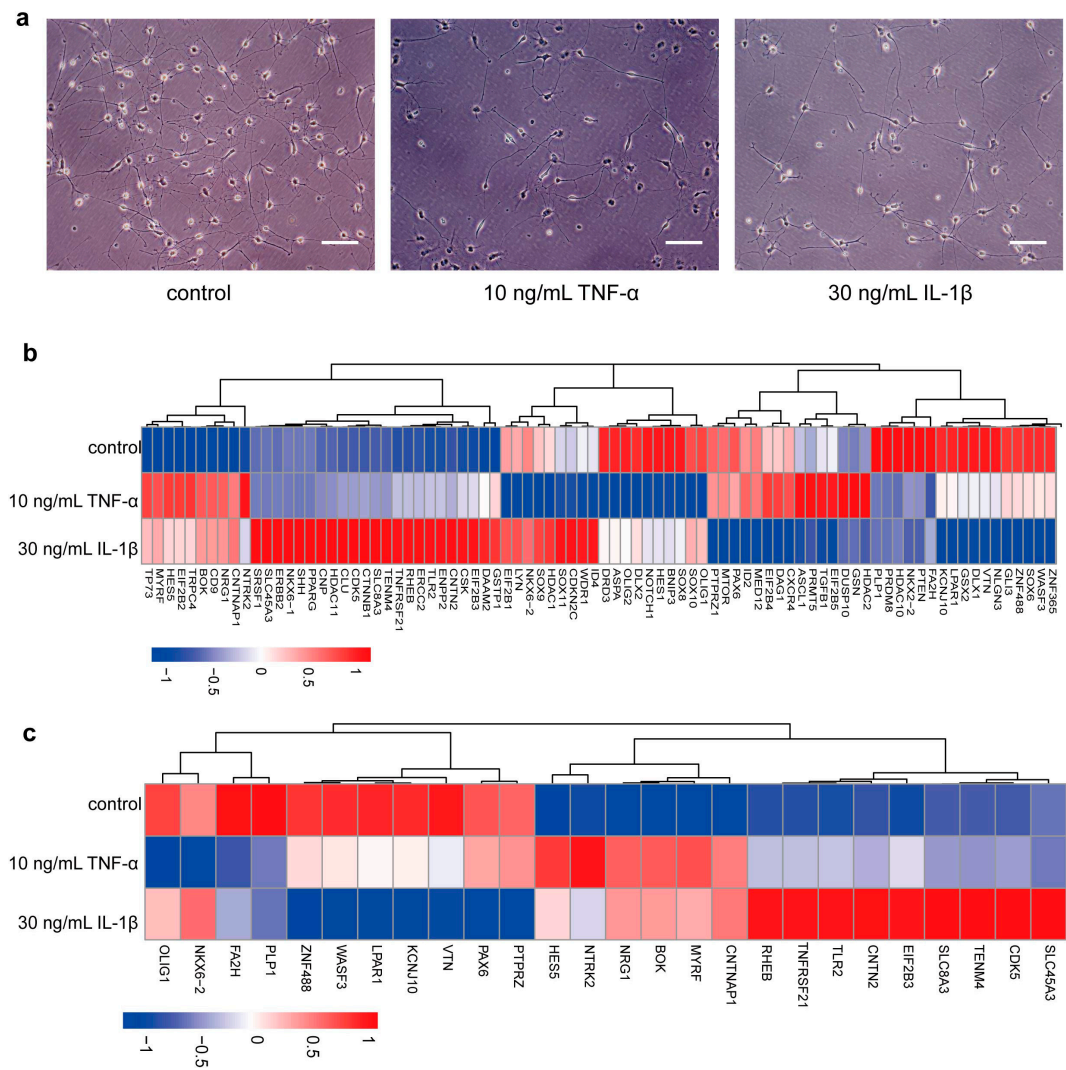 a
control
10 ng/mL TNF-α
30 ng/mL IL-1β
b
control
10 ng/mL TNF-α
30 ng/mL IL-1β
TP73
MYRF
HES5
EIF2B2
TRPC4
BOK
CD9
NRG1
CNTNAP1
NTRK2
SRSF1
SLC45A3
ERBB2
NKX6-1
SHH
PPARG
CNP
HDAC11
CLU
CDK5
CTNNB1
SLC8A3
TENM4
TNFRSF21
RHEB
ERCC2
TLR2
ENPP2
CNTN2
CSK
EIF2B3
DAAM2
GSTP1
EIF2B1
LYN
NKX6-2
SOX9
HDAC1
SOX11
CDKN2C
WDR1
ID4
DRD3
ASPA
OLIG2
DLX2
NOTCH1
HES1
BNIP3
SOX8
SOX10
OLIG1
PTPRZ1
MTOR
PAX6
ID2
MED12
EIF2B4
DAG1
CXCR4
ASCL1
PRMT5
TGFB1
EIF2B5
DUSP10
GSN
HDAC2
PLP1
PRDM8
HDAC10
NKX2-2
PTEN
FA2H
KCNJ10
LPAR1
GSX2
DLX1
VTN
NLGN3
GLI3
ZNF488
SOX6
WASF3
ZNF365
−1
−0.5
0
0.5
1
c
control
10 ng/mL TNF-α
30 ng/mL IL-1β
OLIG1
NKX6-2
FA2H
PLP1
ZNF488
WASF3
LPAR1
KCNJ10
VTN
PAX6
PTPRZ
HES5
NTRK2
NRG1
BOK
MYRF
CNTNAP1
RHEB
TNFRSF21
TLR2
CNTN2
EIF2B3
SLC8A3
TENM4
CDK5
SLC45A3
−1
−0.5
0
0.5
1